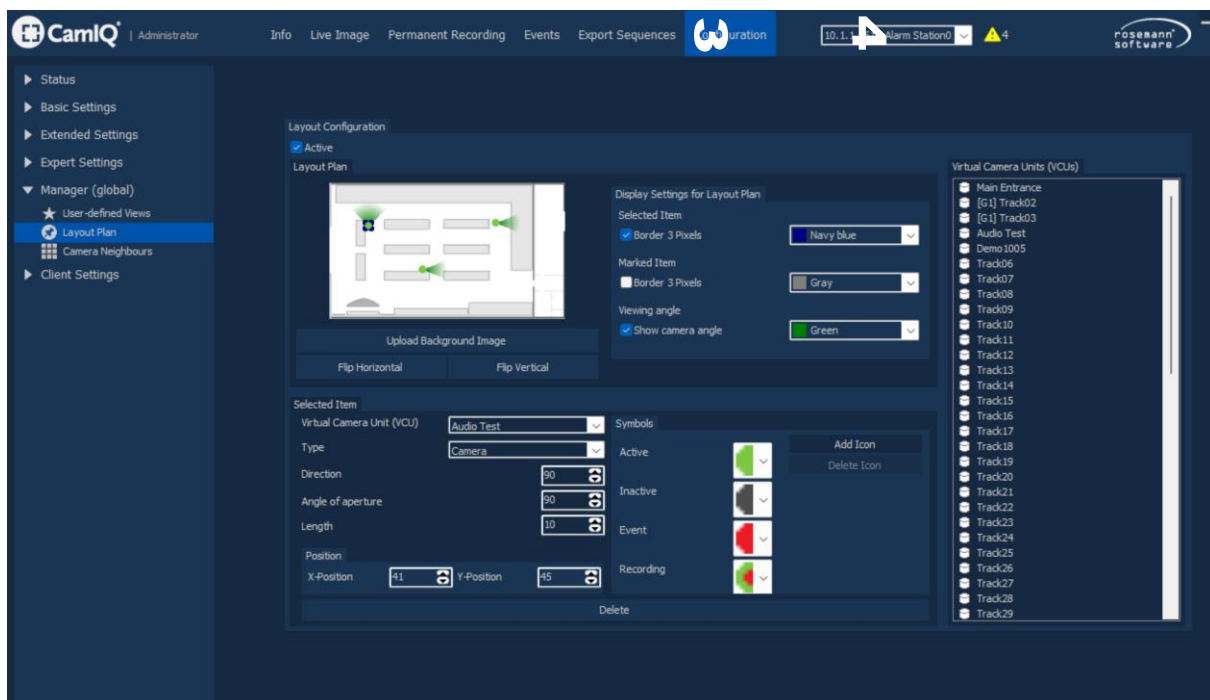 CamIQ | Administrator
Info Live Image Permanent Recording Events Export Sequences
3
4
Alarm Station0
4
rosemann
software
Status
Basic Settings
Extended Settings
Expert Settings
Manager (global)
User-defined Views
Layout Plan
Camera Neighbours
Client Settings
Layout Configuration
Active
Layout Plan
Upload Background Image
Flip Horizontal Flip Vertical
Display Settings for Layout Plan
Selected Item
Border 3 Pixels Navy blue
Marked Item
Border 3 Pixels Gray
Viewing angle
Show camera angle Green
Selected Item
Virtual Camera Unit (VCU) Audio Test
Type Camera
Direction 90
Angle of aperture 90
Length 10
Position
X-Position 41 Y-Position 45
Symbols
Active
Inactive
Event
Recording
Add Icon
Delete Icon
Delete
Virtual Camera Units (VCUs)
Main Entrance
[G1] Track02
[G1] Track03
Audio Test
Demo1005
Track06
Track07
Track08
Track09
Track10
Track11
Track12
Track13
Track14
Track15
Track16
Track17
Track18
Track19
Track20
Track21
Track22
Track23
Track24
Track25
Track26
Track27
Track28
Track29